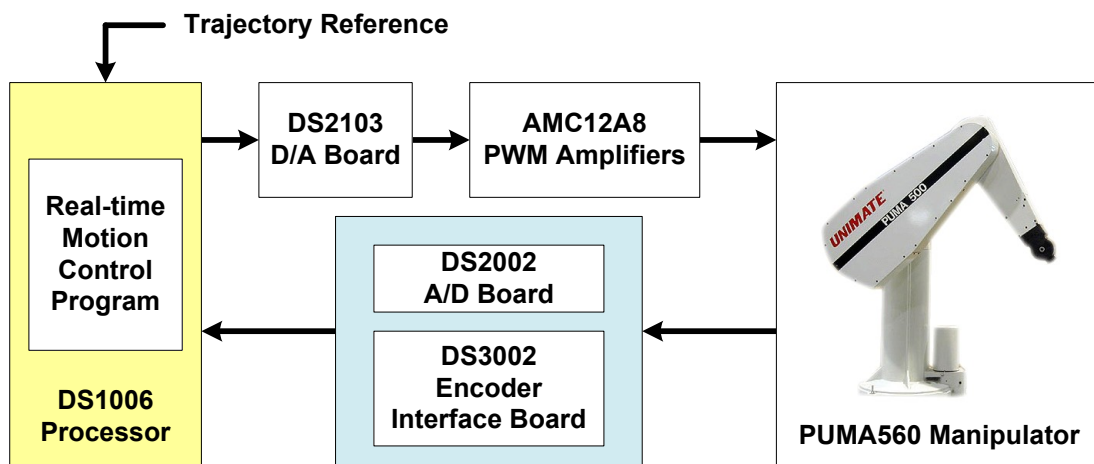 Trajectory Reference
DS2103
D/A Board
AMC12A8
PWM Amplifiers
Real-time
Motion
Control
Program
DS1006
Processor
DS2002
A/D Board
DS3002
Encoder
Interface Board
UNIMATE
PUMA 500
PUMA560 Manipulator